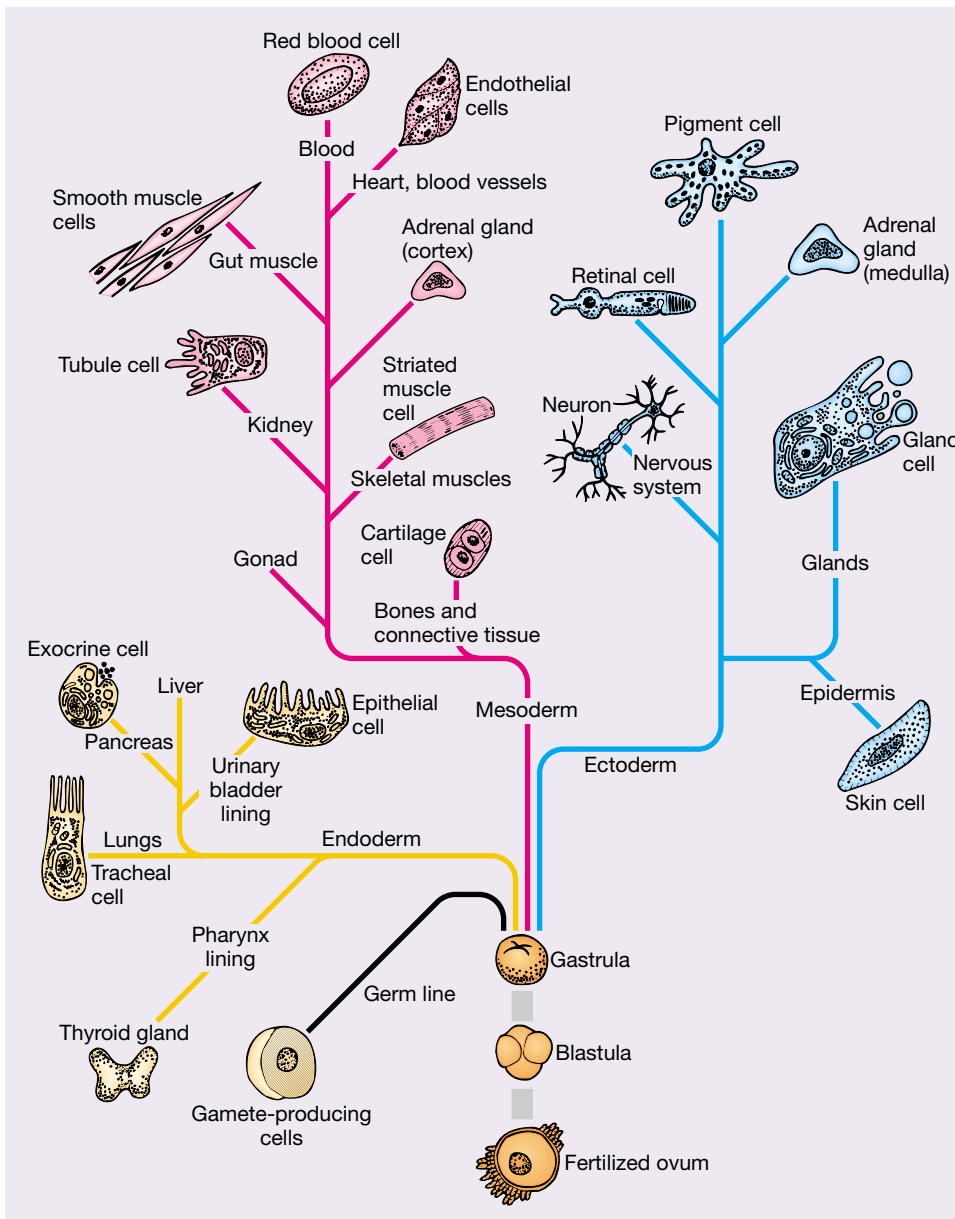 Red blood cell
Endothelial
cells
Blood
Heart, blood vessels
Pigment cell
Smooth muscle
cells
Gut muscle
Adrenal gland
(cortex)
Adrenal
gland
(medulla)
Retinal cell
Tubule cell
Kidney
Striated
muscle
cell
Skeletal muscles
Neuron
Nervous
system
Gland
cell
Cartilage
cell
Gonad
Bones and
connective tissue
Glands
Exocrine cell
Liver
Epithelial
cell
Pancreas
Urinary
bladder
lining
Mesoderm
Ectoderm
Epidermis
Skin cell
Lungs
Tracheal
cell
Endoderm
Pharynx
lining
Gastrula
Germ line
Thyroid gland
Blastula
Gamete-producing
cells
Fertilized ovum